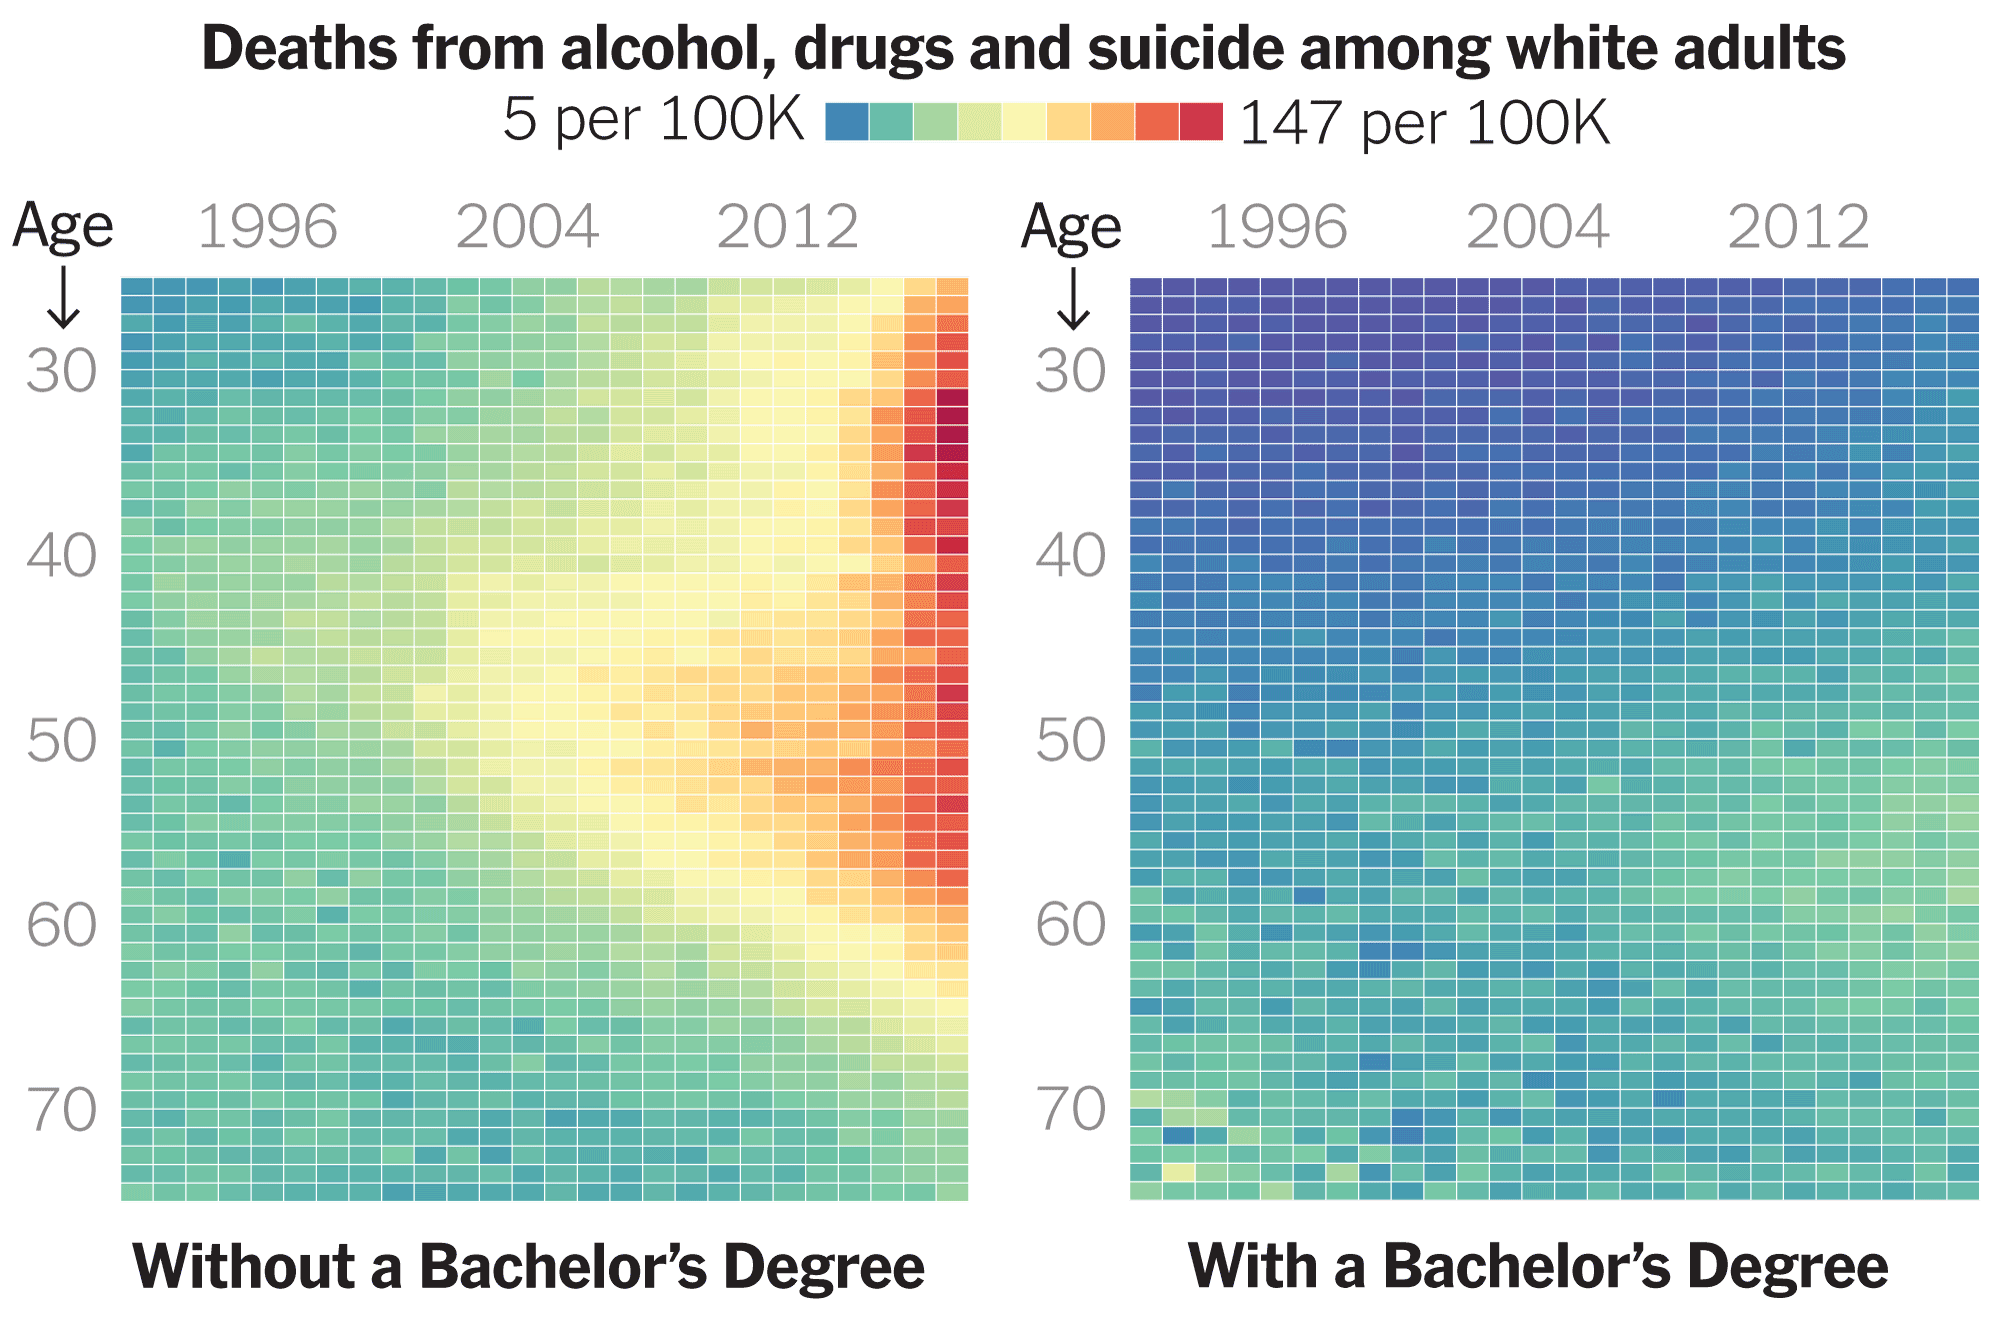 Deaths from alcohol, drugs and suicide among white adults
5 per 100K 147 per 100K
Age 1996 2004 2012
30
40
50
60
70
Without a Bachelor’s Degree
Age 1996 2004 2012
30
40
50
60
70
With a Bachelor’s Degree